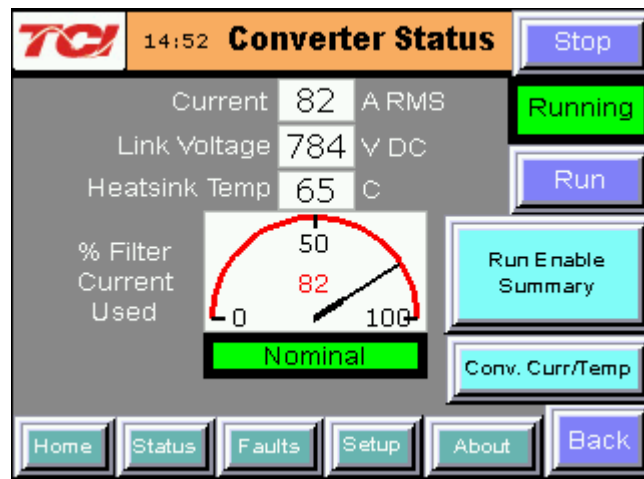 TCI 14:52 Converter Status Stop
Current 82 A RMS
Running
Link Voltage 784 V DC
Heatsink Temp 65 C
Run
% Filter
Current
Used
50
82
0 100
Nominal
Run Enable
Summary
Conv. Curr/Temp
Home Status Faults Setup About Back